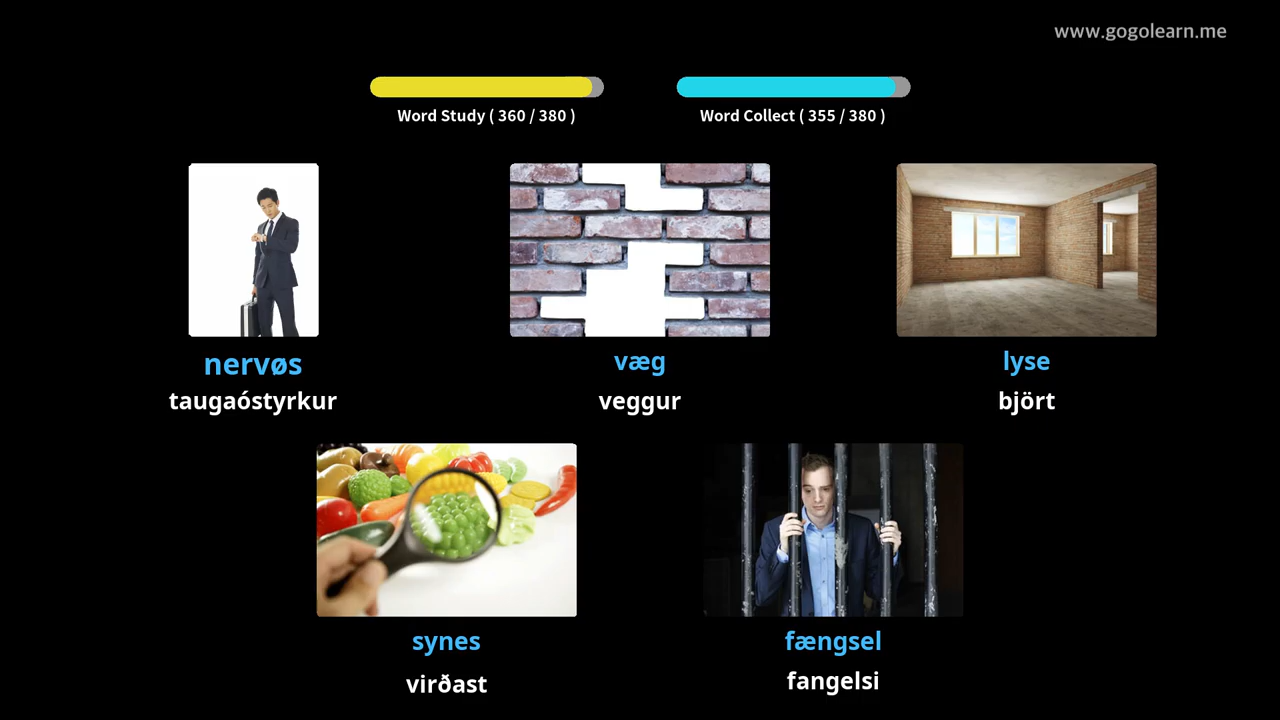 www.gogolearn.me
Word Study ( 360 / 380 )
Word Collect ( 355 / 380 )
nervøs
taugaóstyrkur
væg
veggur
lyse
björt
synes
virðast
fængsel
fangelsi